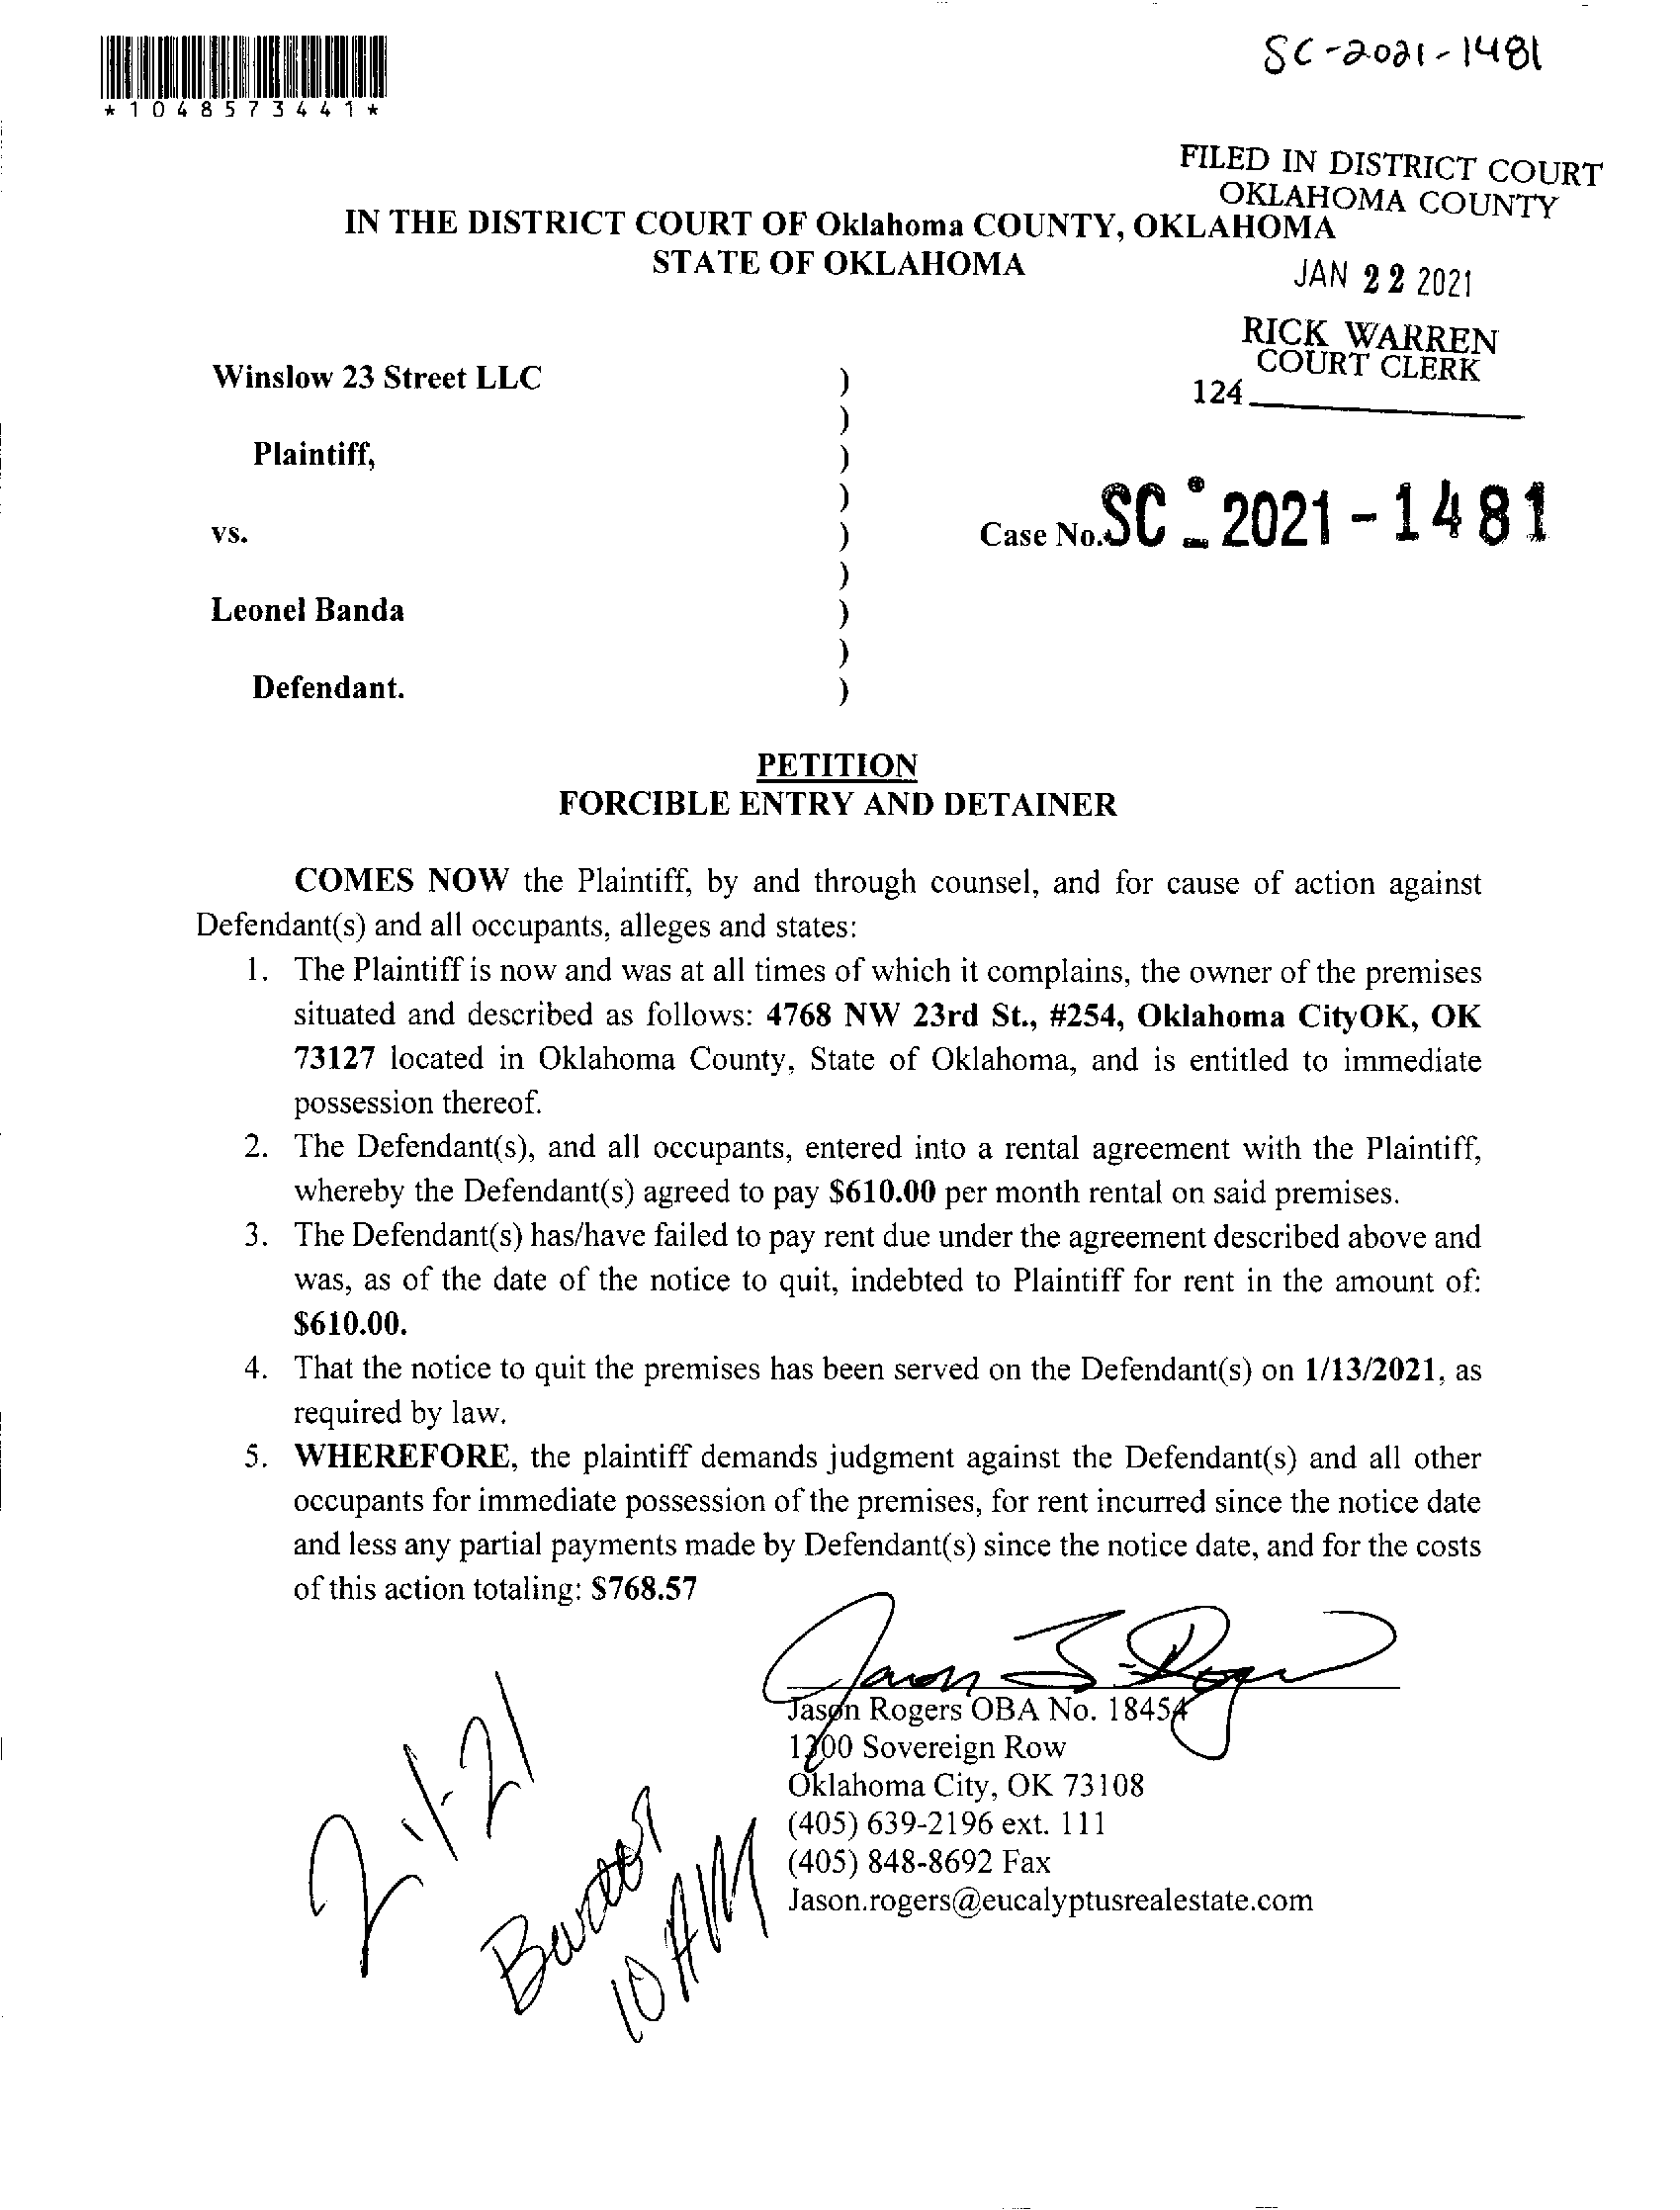 SC-2021-1481
*1048573441*
FILED IN DISTRICT COURT
OKLAHOMA COUNTY
IN THE DISTRICT COURT OF Oklahoma COUNTY, OKLAHOMA
STATE OF OKLAHOMA
JAN 22 2021
RICK WARREN
COURT CLERK
124
Winslow 23 Street LLC )
)
Plaintiff, )
)
vs. ) Case No. SC - 2021 - 1481
)
Leonel Banda )
)
Defendant. )
PETITION
FORCIBLE ENTRY AND DETAINER
COMES NOW the Plaintiff, by and through counsel, and for cause of action against
Defendant(s) and all occupants, alleges and states:
1. The Plaintiff is now and was at all times of which it complains, the owner of the premises
situated and described as follows: 4768 NW 23rd St., #254, Oklahoma CityOK, OK
73127 located in Oklahoma County, State of Oklahoma, and is entitled to immediate
possession thereof.
2. The Defendant(s), and all occupants, entered into a rental agreement with the Plaintiff,
whereby the Defendant(s) agreed to pay $610.00 per month rental on said premises.
3. The Defendant(s) has/have failed to pay rent due under the agreement described above and
was, as of the date of the notice to quit, indebted to Plaintiff for rent in the amount of:
$610.00.
4. That the notice to quit the premises has been served on the Defendant(s) on 1/13/2021, as
required by law.
5. WHEREFORE, the plaintiff demands judgment against the Defendant(s) and all other
occupants for immediate possession of the premises, for rent incurred since the notice date
and less any partial payments made by Defendant(s) since the notice date, and for the costs
of this action totaling: $768.57
Jason Rogers OBA No. 18454
1200 Sovereign Row
Oklahoma City, OK 73108
(405) 639-2196 ext. 111
(405) 848-8692 Fax
Jason.rogers@eucalyptusrealestate.com
10 AM